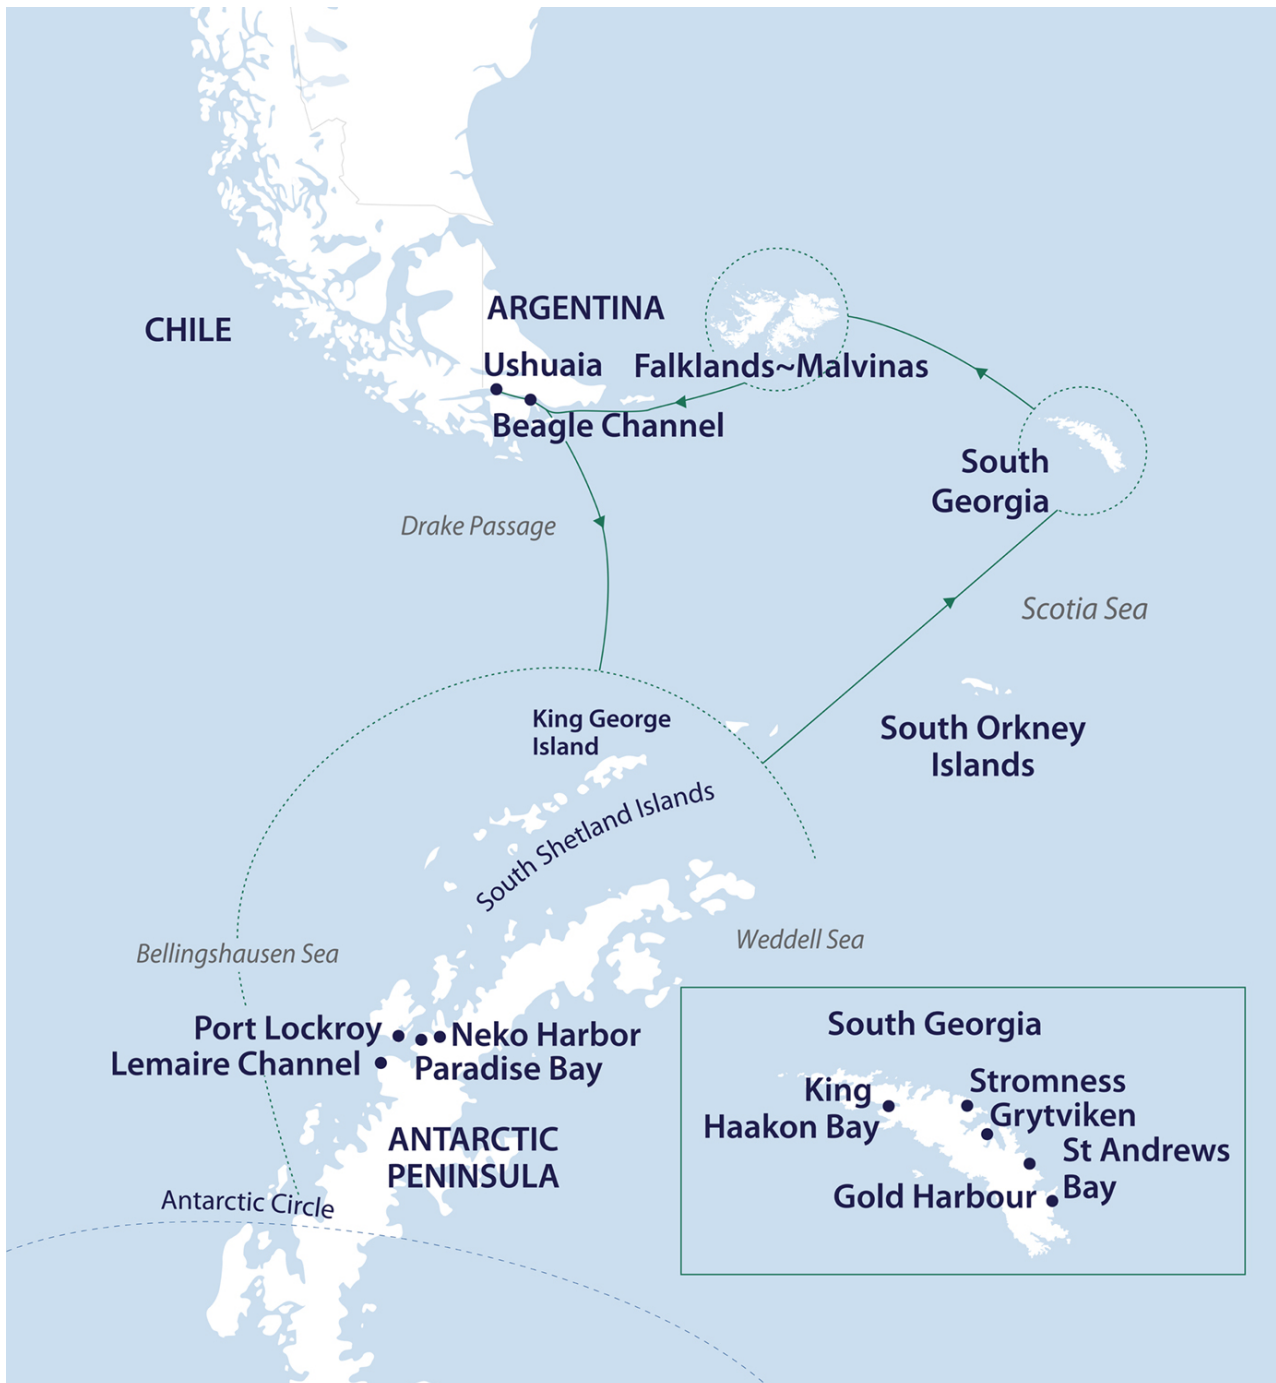 ARGENTINA
CHILE
Ushuaia
Falklands~Malvinas
Beagle Channel
South
Georgia
Drake Passage
Scotia Sea
King George
Island
South Orkney
Islands
South Shetland Islands
Bellingshausen Sea
Weddell Sea
Port Lockroy
Neko Harbor
Lemaire Channel
Paradise Bay
ANTARCTIC
PENINSULA
Antarctic Circle
South Georgia
King
Haakon Bay
Stromness
Grytviken
St Andrews
Bay
Gold Harbour